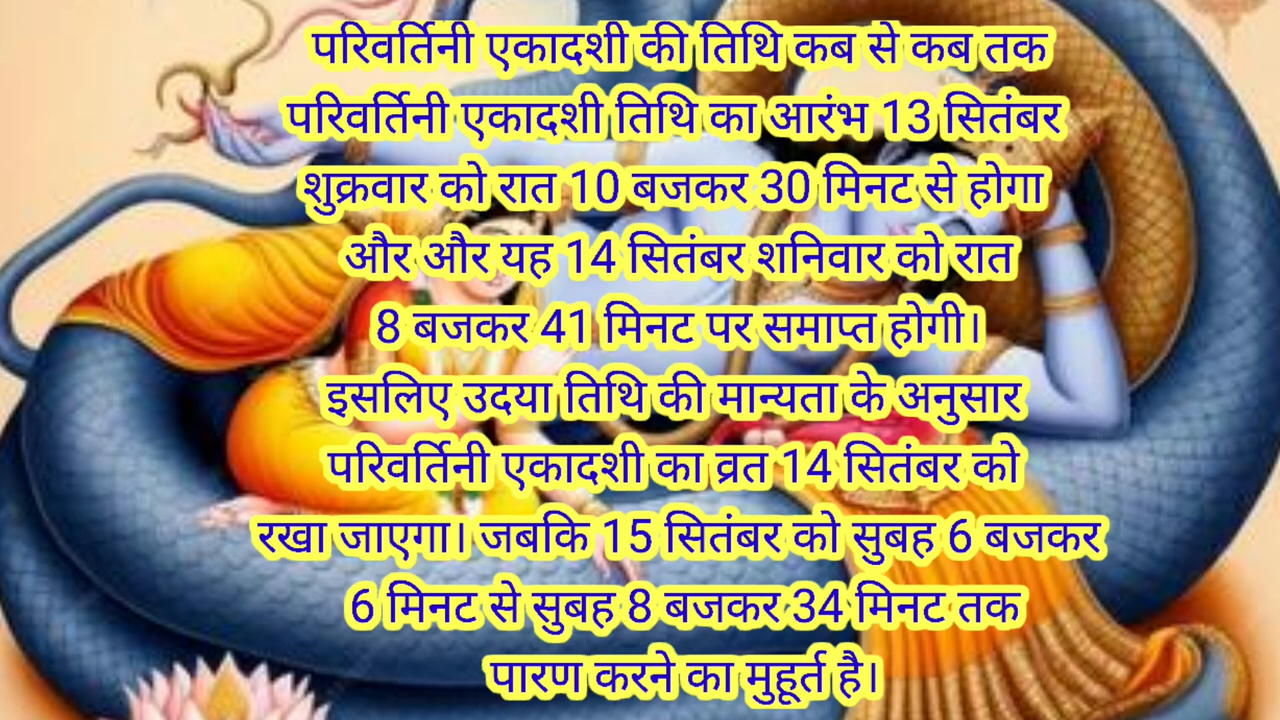 परिवर्तिनी एकादशी की तिथि कब से कब तक
परिवर्तिनी एकादशी तिथि का आरंभ 13 सितंबर
शुक्रवार को रात 10 बजकर 30 मिनट से होगा
और और यह 14 सितंबर शनिवार को रात
8 बजकर 41 मिनट पर समाप्त होगी।
इसलिए उदया तिथि की मान्यता के अनुसार
परिवर्तिनी एकादशी का व्रत 14 सितंबर को
रखा जाएगा। जबकि 15 सितंबर को सुबह 6 बजकर
6 मिनट से सुबह 8 बजकर 34 मिनट तक
पारण करने का मुहूर्त है।